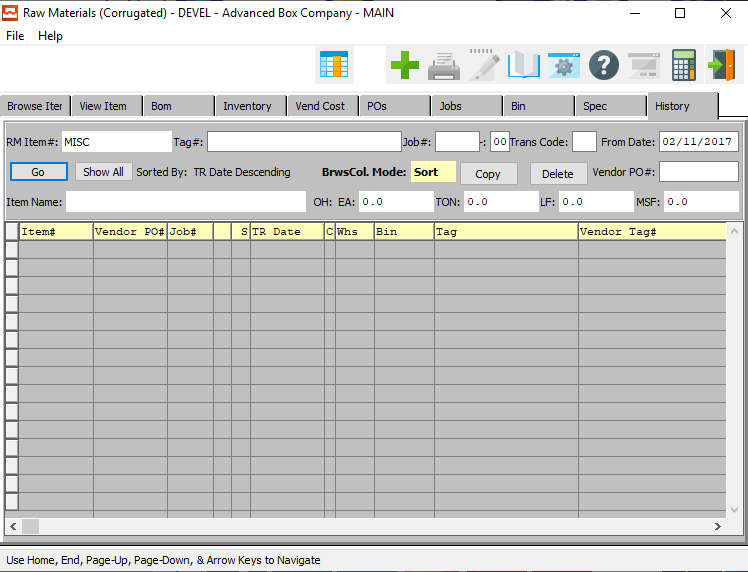 Raw Materials (Corrugated) - DEVEL - Advanced Box Company - MAIN
File Help
Browse Iter View Item Bom Inventory Vend Cost POs Jobs Bin Spec History
RM Item#: MISC Tag#: Job#: -: 00 Trans Code: From Date: 02/11/2017
Go Show All Sorted By: TR Date Descending BrwsCol. Mode: Sort Copy Delete Vendor PO#:
Item Name: OH: EA: 0.0 TON: 0.0 LF: 0.0 MSF: 0.0
Item# Vendor PO# Job# S TR Date C Whs Bin Tag Vendor Tag#
Use Home, End, Page-Up, Page-Down, & Arrow Keys to Navigate